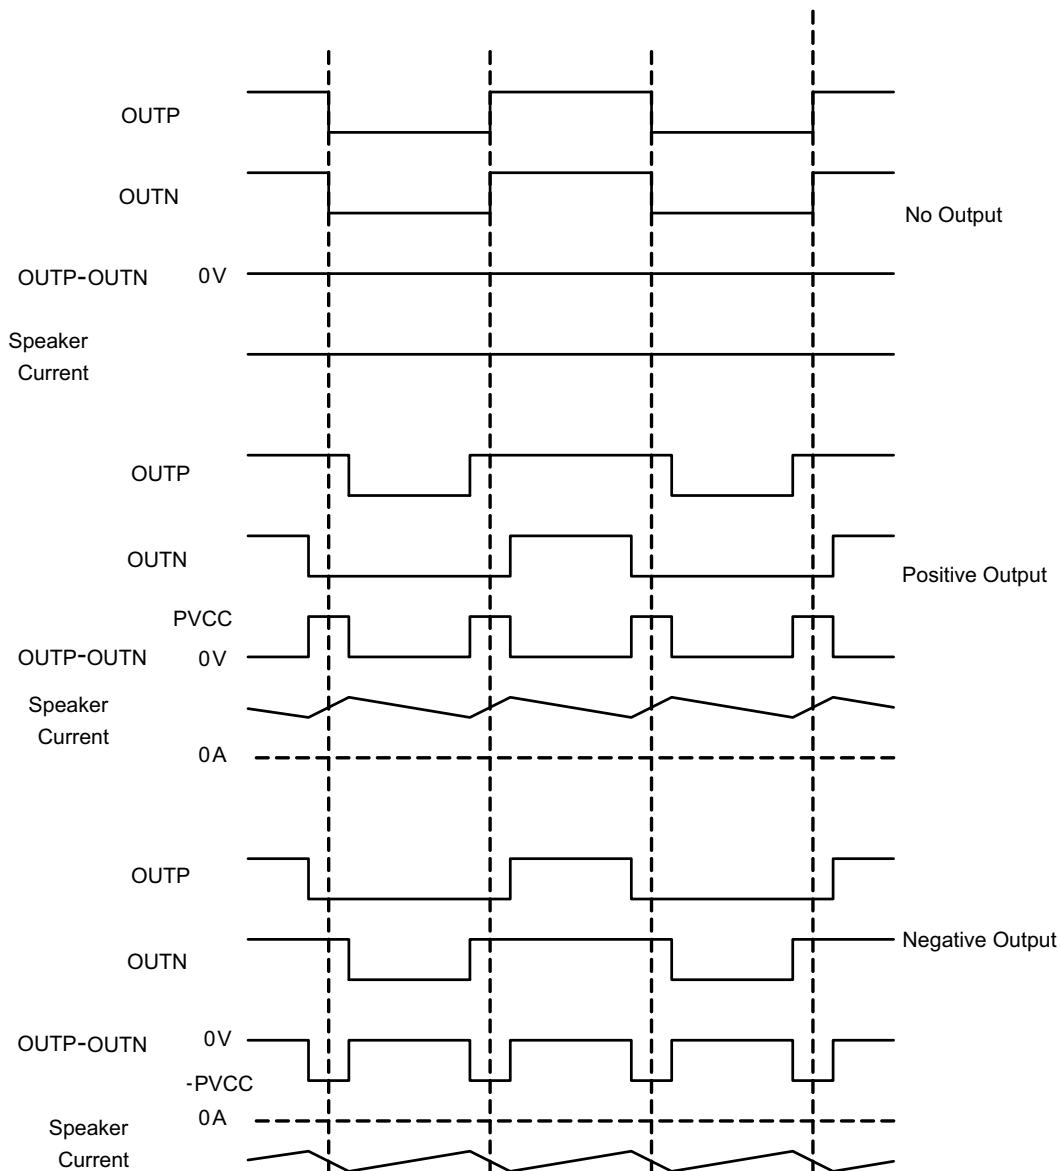 OUTP
OUTN
No Output
OUTP-OUTN 0V
Speaker
Current
OUTP
OUTN
Positive Output
PVCC
OUTP-OUTN 0V
Speaker
Current
0A
OUTP
OUTN
Negative Output
OUTP-OUTN 0V
-PVCC
0A
Speaker
Current